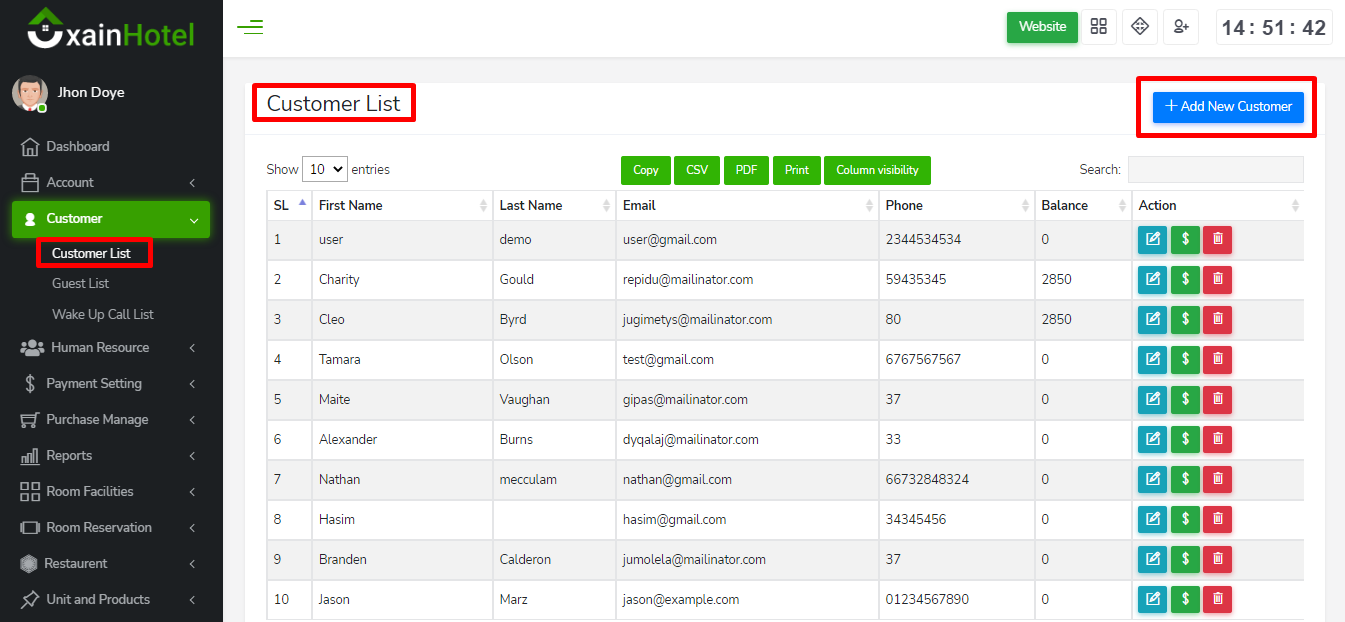 xainHotel
Website
14 : 51 : 42
Jhon Doye
Dashboard
Account
Customer
Customer List
Guest List
Wake Up Call List
Human Resource
Payment Setting
Purchase Manage
Reports
Room Facilities
Room Reservation
Restaurent
Unit and Products
Customer List
Add New Customer
Show 10 entries
Copy CSV PDF Print Column visibility
Search:
SL First Name Last Name Email Phone Balance Action
1 user demo user@gmail.com 2344534534 0
2 Charity Gould repidu@mailinator.com 59435345 2850
3 Cleo Byrd jugimetys@mailinator.com 80 2850
4 Tamara Olson test@gmail.com 6767567567 0
5 Maite Vaughan gipas@mailinator.com 37 0
6 Alexander Burns dyqalaj@mailinator.com 33 0
7 Nathan mecculam nathan@gmail.com 66732848324 0
8 Hasim hasim@gmail.com 34345456 0
9 Branden Calderon jumolela@mailinator.com 37 0
10 Jason Marz jason@example.com 01234567890 0